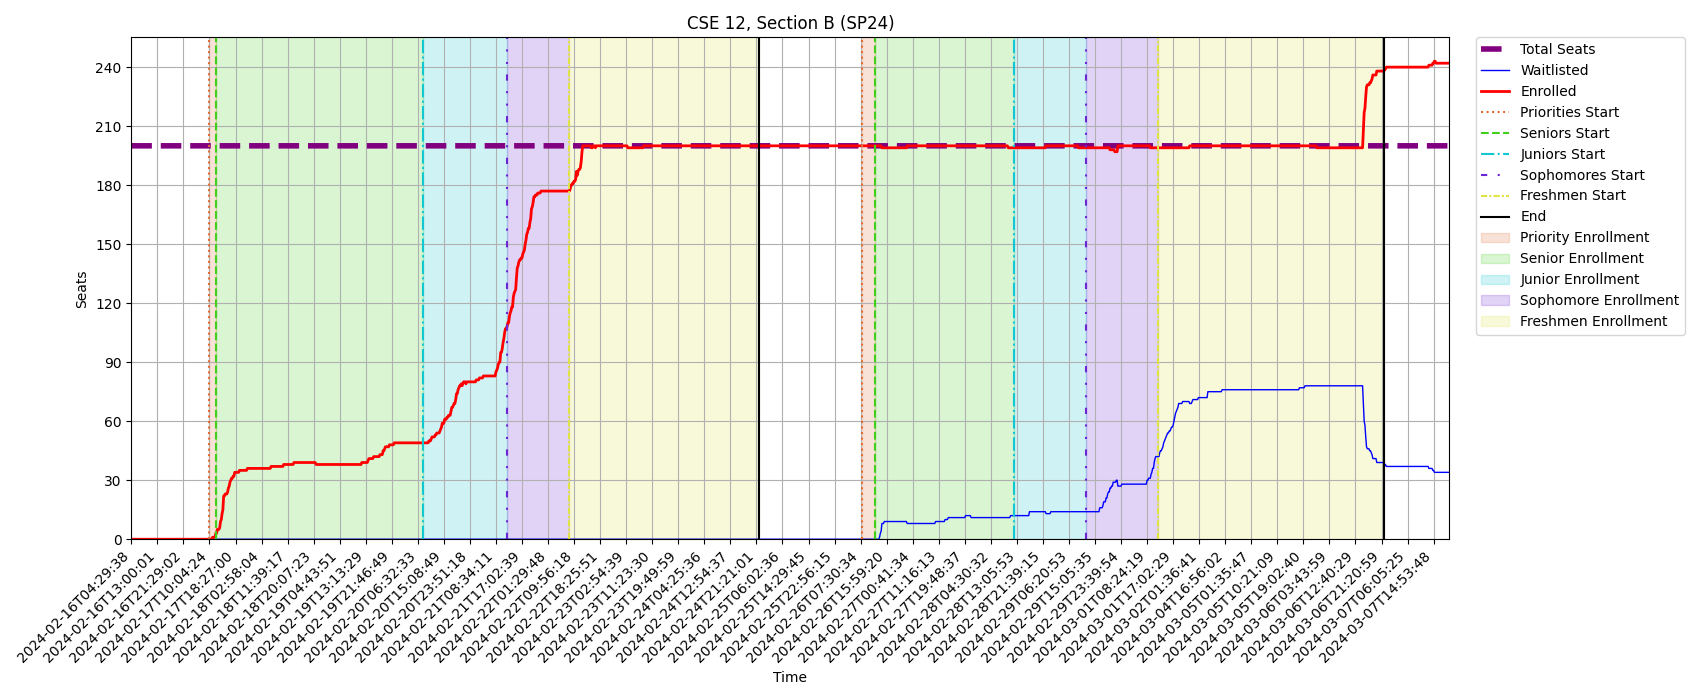 CSE 12, Section B (SP24)
Seats
240
210
180
150
120
90
60
30
0
2024-02-16T04:29:38
2024-02-16T13:00:01
2024-02-16T21:29:02
2024-02-17T10:04:24
2024-02-17T18:27:00
2024-02-18T02:58:04
2024-02-18T11:39:17
2024-02-18T20:07:23
2024-02-19T04:43:51
2024-02-19T13:13:29
2024-02-19T21:46:49
2024-02-20T06:32:33
2024-02-20T15:08:49
2024-02-20T23:51:18
2024-02-21T08:34:11
2024-02-21T17:02:39
2024-02-22T01:29:48
2024-02-22T09:56:18
2024-02-22T18:25:51
2024-02-23T02:54:39
2024-02-23T11:23:30
2024-02-23T19:49:59
2024-02-24T04:25:36
2024-02-24T12:54:37
2024-02-24T21:21:01
2024-02-25T06:02:36
2024-02-25T14:29:45
2024-02-25T22:56:15
2024-02-26T07:30:34
2024-02-26T15:59:20
2024-02-27T00:41:34
2024-02-27T11:16:13
2024-02-27T19:48:37
2024-02-28T04:30:32
2024-02-28T13:05:53
2024-02-28T21:39:15
2024-02-29T06:20:53
2024-02-29T15:05:35
2024-02-29T23:39:54
2024-03-01T08:24:19
2024-03-01T17:02:29
2024-03-02T01:36:41
2024-03-04T16:56:02
2024-03-05T01:35:47
2024-03-05T10:21:09
2024-03-05T19:02:40
2024-03-06T03:43:59
2024-03-06T12:40:29
2024-03-06T21:20:59
2024-03-07T06:05:25
2024-03-07T14:53:48
Time
Total Seats
Waitlisted
Enrolled
Priorities Start
Seniors Start
Juniors Start
Sophomores Start
Freshmen Start
End
Priority Enrollment
Senior Enrollment
Junior Enrollment
Sophomore Enrollment
Freshmen Enrollment